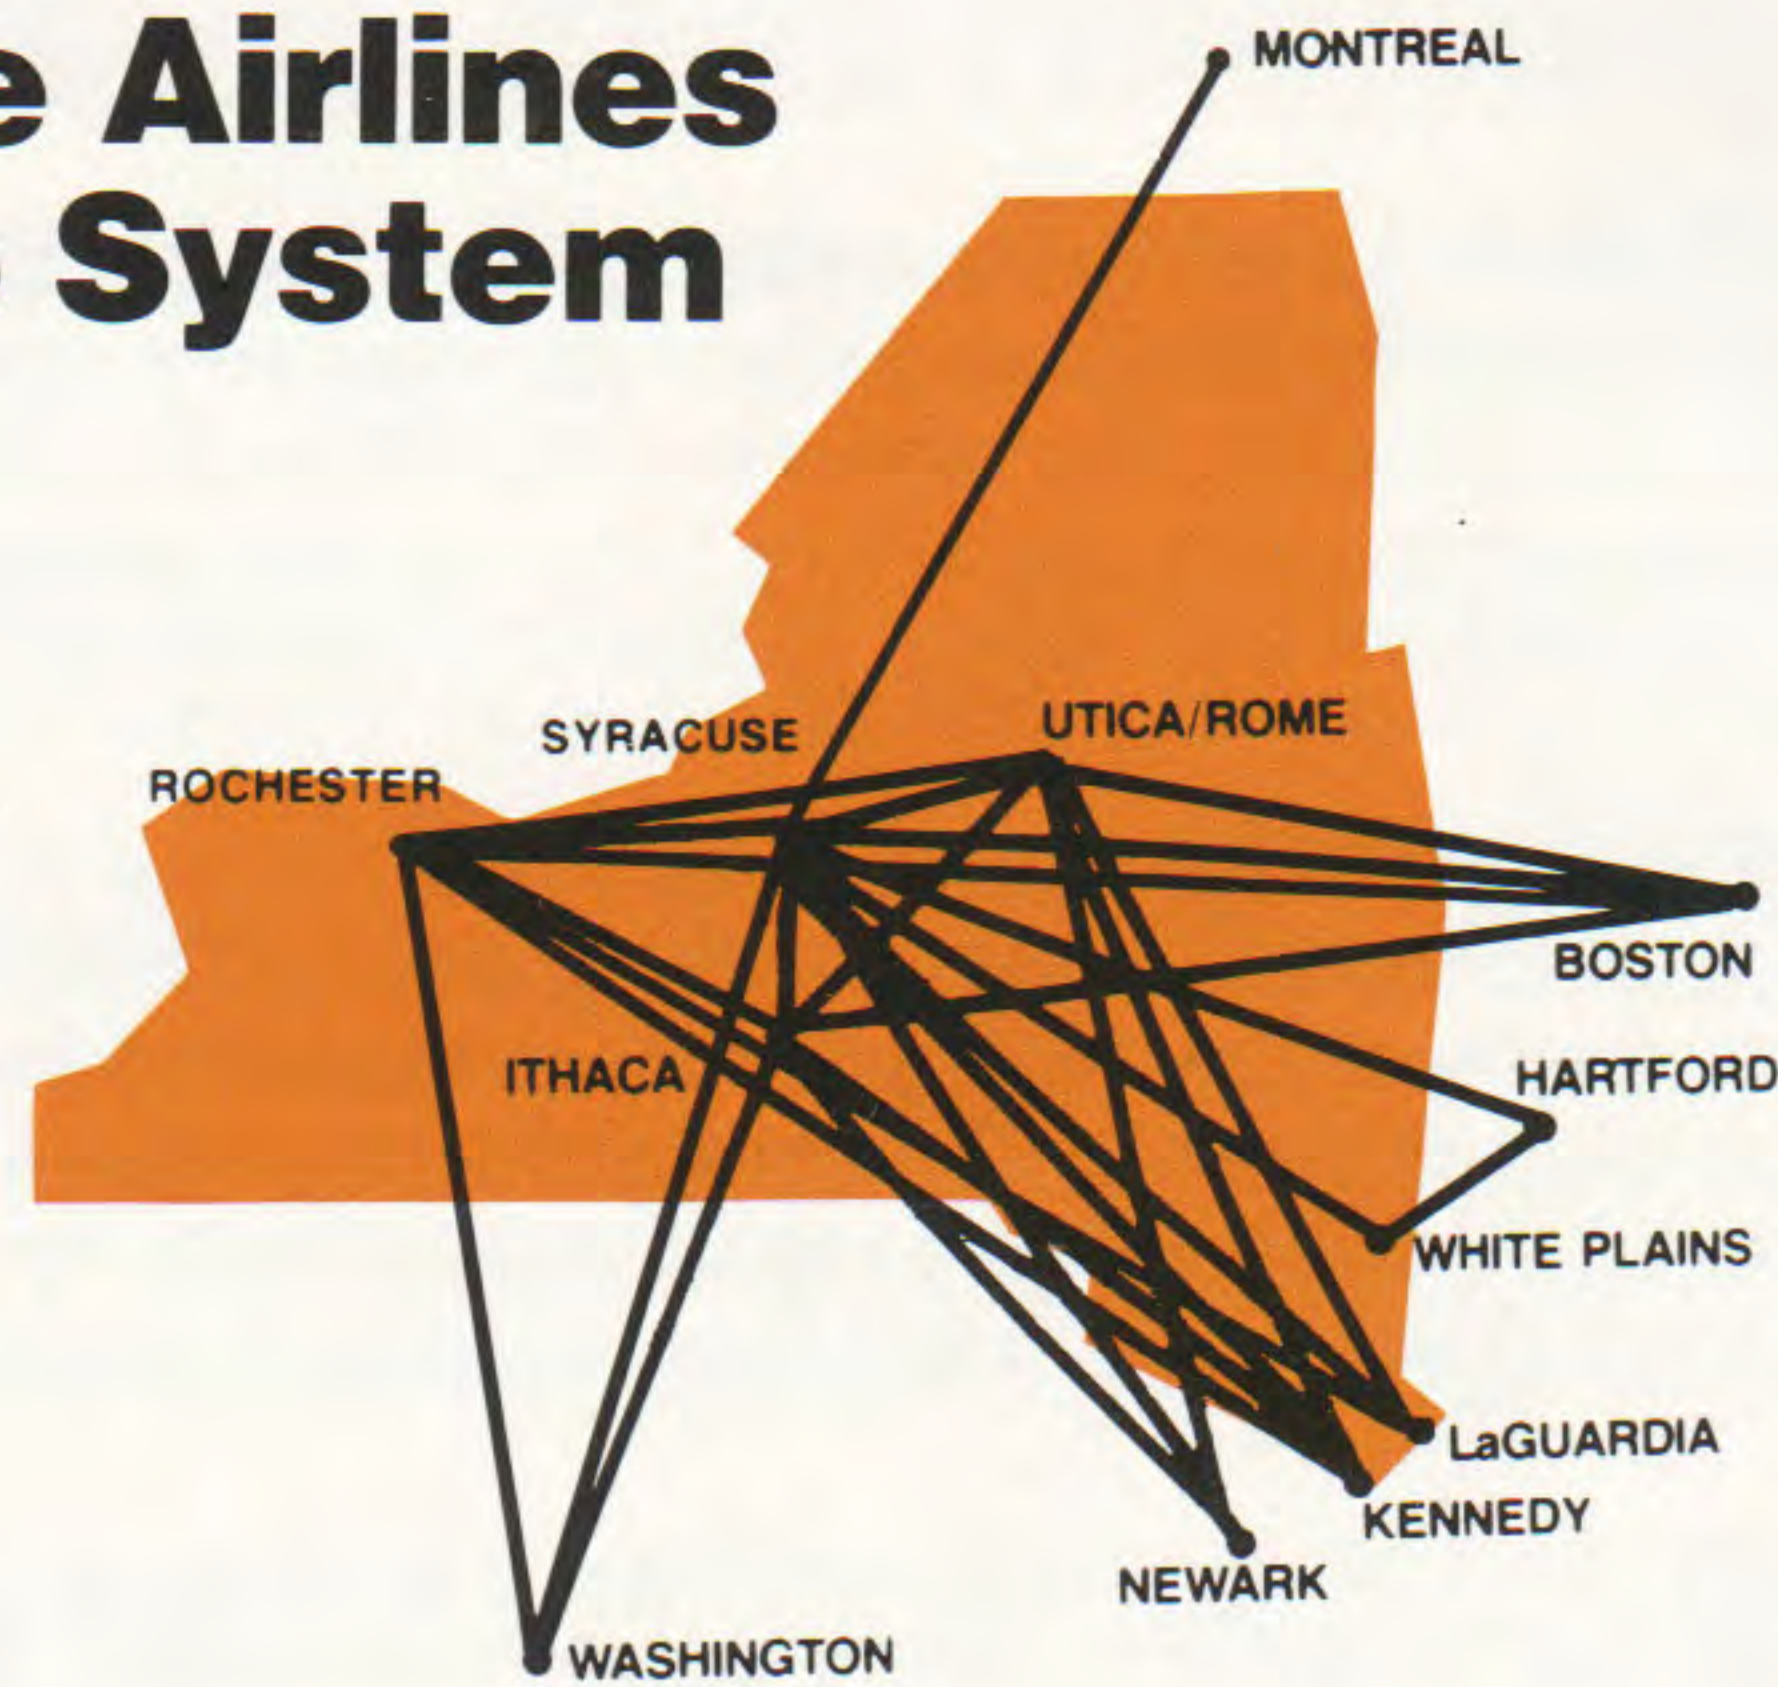 Airlines
System
MONTREAL
SYRACUSE
UTICA/ROME
ROCHESTER
BOSTON
ITHACA
HARTFORD
WHITE PLAINS
LaGUARDIA
KENNEDY
NEWARK
WASHINGTON